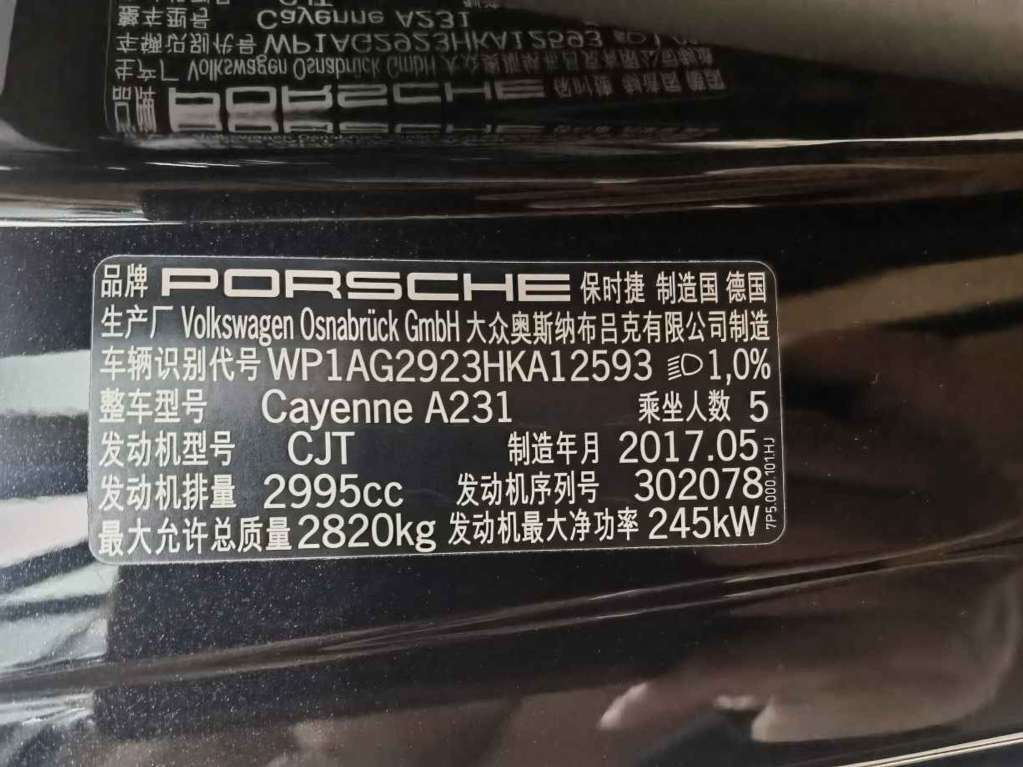 品牌 PORSCHE 保时捷 制造国 德国
生产厂 Volkswagen Osnabrück GmbH 大众奥斯纳布吕克有限公司制造
车辆识别代号 WP1AG2923HKA12593 1,0%
整车型号 Cayenne A231 乘坐人数 5
发动机型号 CJT 制造年月 2017.05
发动机排量 2995cc 发动机序列号 302078
最大允许总质量 2820kg 发动机最大净功率 245kW
7P5.000.101.HJ